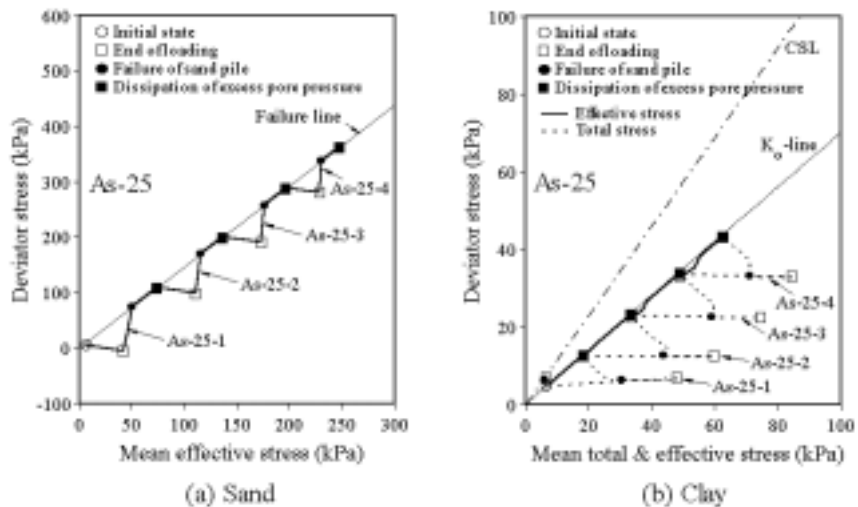 600
500
400
300
200
100
0
-100
0
50
100
150
200
250
300
Deviator stress (kPa)
Mean effective stress (kPa)
Initial state
End of loading
Failure of sand pile
Dissipation of excess pore pressure
Failure line
As-25
As-25-4
As-25-3
As-25-2
As-25-1
(a) Sand
100
80
60
40
20
0
0
20
40
60
80
100
Deviator stress (kPa)
Mean total & effective stress (kPa)
Initial state
End of loading
Failure of sand pile
Dissipation of excess pore pressure
Effective stress
Total stress
CSL
Ko-line
As-25
As-25-4
As-25-3
As-25-2
As-25-1
(b) Clay